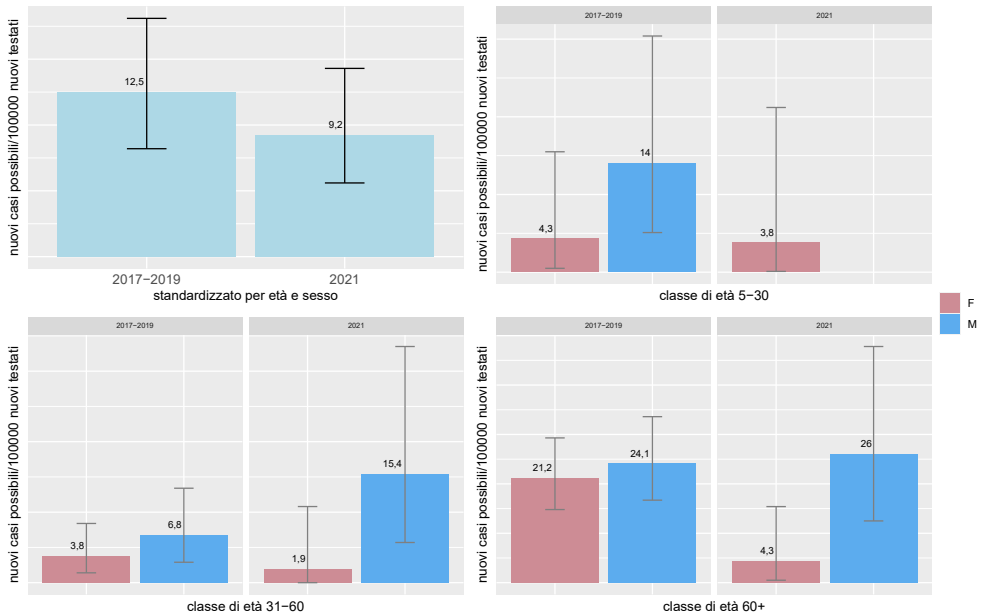 nuovi casi possibili/100000 nuovi testati
12,5
9,2
2017−2019
2021
standardizzato per età e sesso
nuovi casi possibili/100000 nuovi testati
2017−2019
2021
4,3
14
3,8
classe di età 5−30
F
M
nuovi casi possibili/100000 nuovi testati
2017−2019
2021
3,8
6,8
1,9
15,4
classe di età 31−60
nuovi casi possibili/100000 nuovi testati
2017−2019
2021
21,2
24,1
4,3
26
classe di età 60+